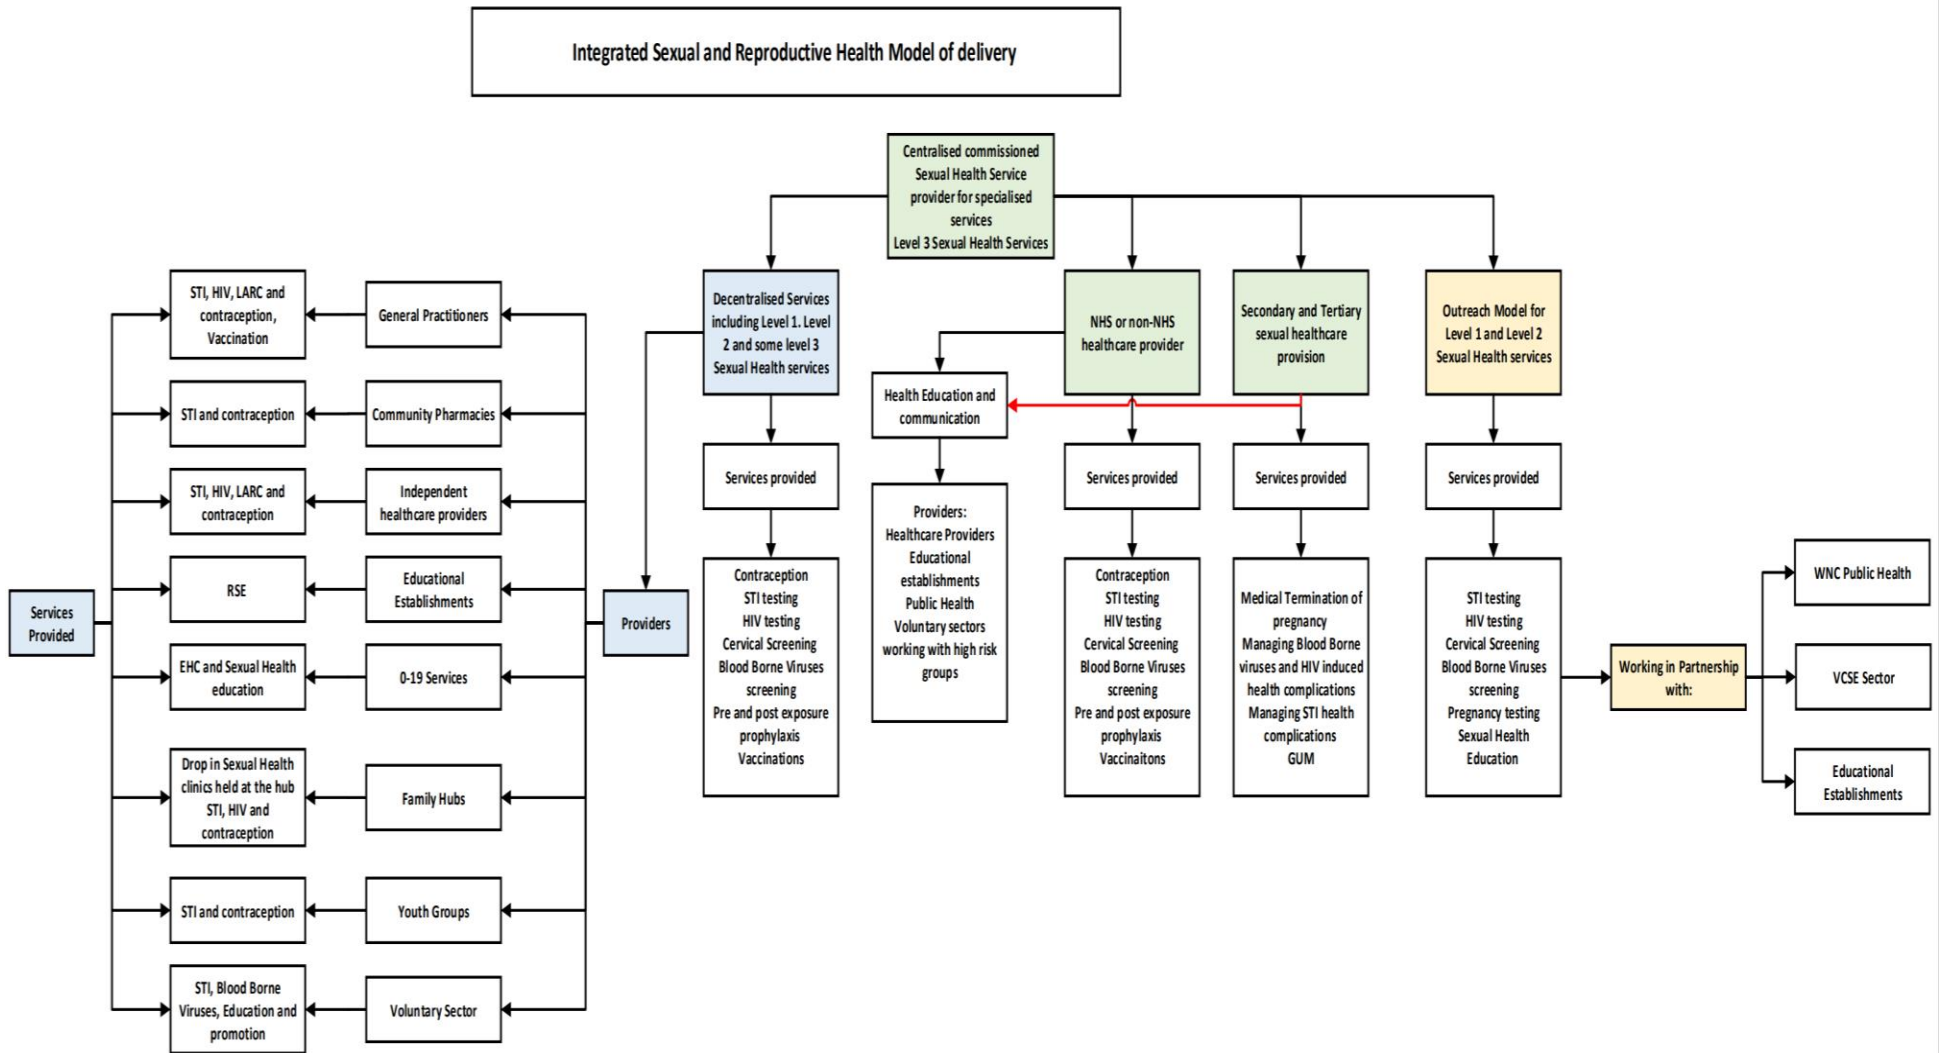 Integrated Sexual and Reproductive Health Model of delivery
Centralised commissioned
Sexual Health Service
provider for specialised
services
Level 3 Sexual Health Services
Decentralised Services
including Level 1. Level
2 and some level 3
Sexual Health services
NHS or non-NHS
healthcare provider
Secondary and Tertiary
sexual healthcare
provision
Outreach Model for
Level 1 and Level 2
Sexual Health services
Health Education and
communication
Services provided
Services provided
Services provided
Services provided
Contraception
STI testing
HIV testing
Cervical Screening
Blood Borne Viruses
screening
Pre and post exposure
prophylaxis
Vaccinations
Providers:
Healthcare Providers
Educational
establishments
Public Health
Voluntary sectors
working with high risk
groups
Contraception
STI testing
HIV testing
Cervical Screening
Blood Borne Viruses
screening
Pre and post exposure
prophylaxis
Vaccinaitons
Medical Termination of
pregnancy
Managing Blood Borne
viruses and HIV induced
health complications
Managing STI health
complications
GUM
STI testing
HIV testing
Cervical Screening
Blood Borne Viruses
screening
Pregnancy testing
Sexual Health
Education
Working in Partnership
with:
WNC Public Health
VCSE Sector
Educational
Establishments
Providers
General Practitioners
Community Pharmacies
Independent
healthcare providers
Educational
Establishments
0-19 Services
Family Hubs
Youth Groups
Voluntary Sector
Services
Provided
STI, HIV, LARC and
contraception,
Vaccination
STI and contraception
STI, HIV, LARC and
contraception
RSE
EHC and Sexual Health
education
Drop in Sexual Health
clinics held at the hub
STI, HIV and
contraception
STI and contraception
STI, Blood Borne
Viruses, Education and
promotion